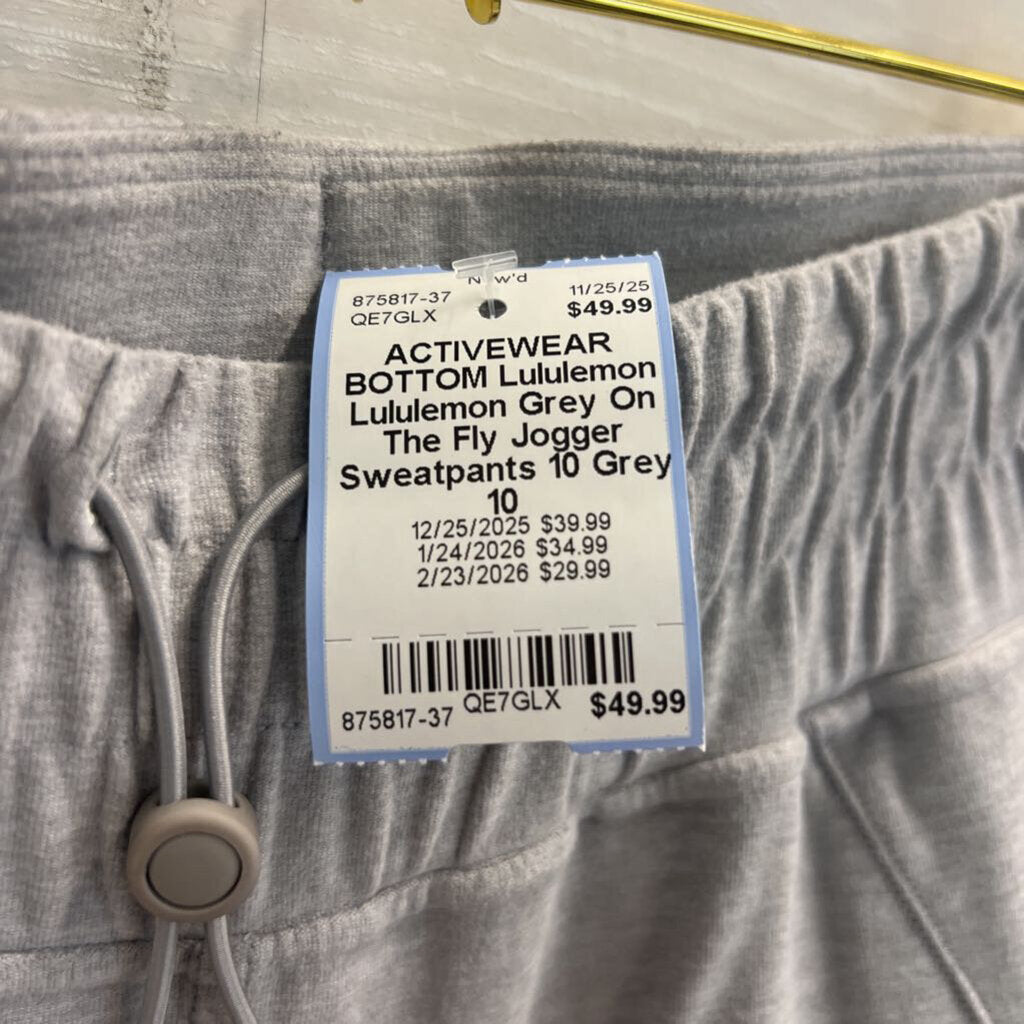 875817-37 11/25/25
QE7GLX $49.99
ACTIVEWEAR
BOTTOM Lululemon
Lululemon Grey On
The Fly Jogger
Sweatpants 10 Grey
10
12/25/2025 $39.99
1/24/2026 $34.99
2/23/2026 $29.99
875817-37 QE7GLX $49.99